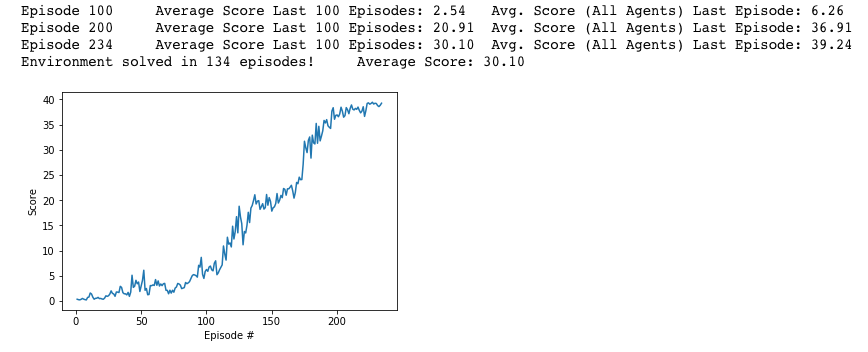 Episode 100 Average Score Last 100 Episodes: 2.54 Avg. Score (All Agents) Last Episode: 6.26
Episode 200 Average Score Last 100 Episodes: 20.91 Avg. Score (All Agents) Last Episode: 36.91
Episode 234 Average Score Last 100 Episodes: 30.10 Avg. Score (All Agents) Last Episode: 39.24
Environment solved in 134 episodes! Average Score: 30.10
40
35
30
25
20
15
10
5
0
Score
0 50 100 150 200
Episode #